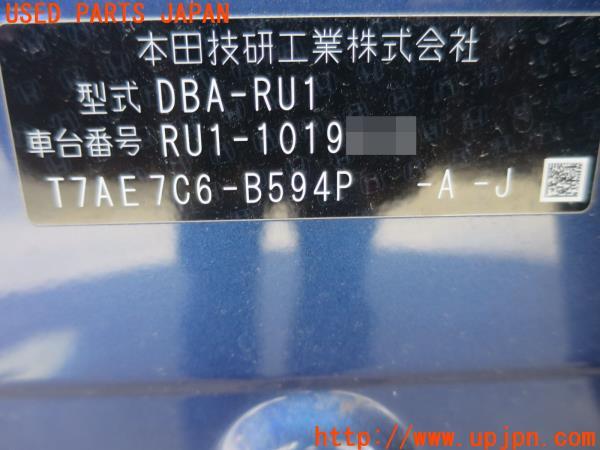 USED PARTS JAPAN
本田技研工業株式会社
型式 DBA-RU1
車台番号 RU1-1019
T7AE7C6-B594P -A -J
http://www.upjpn.com/